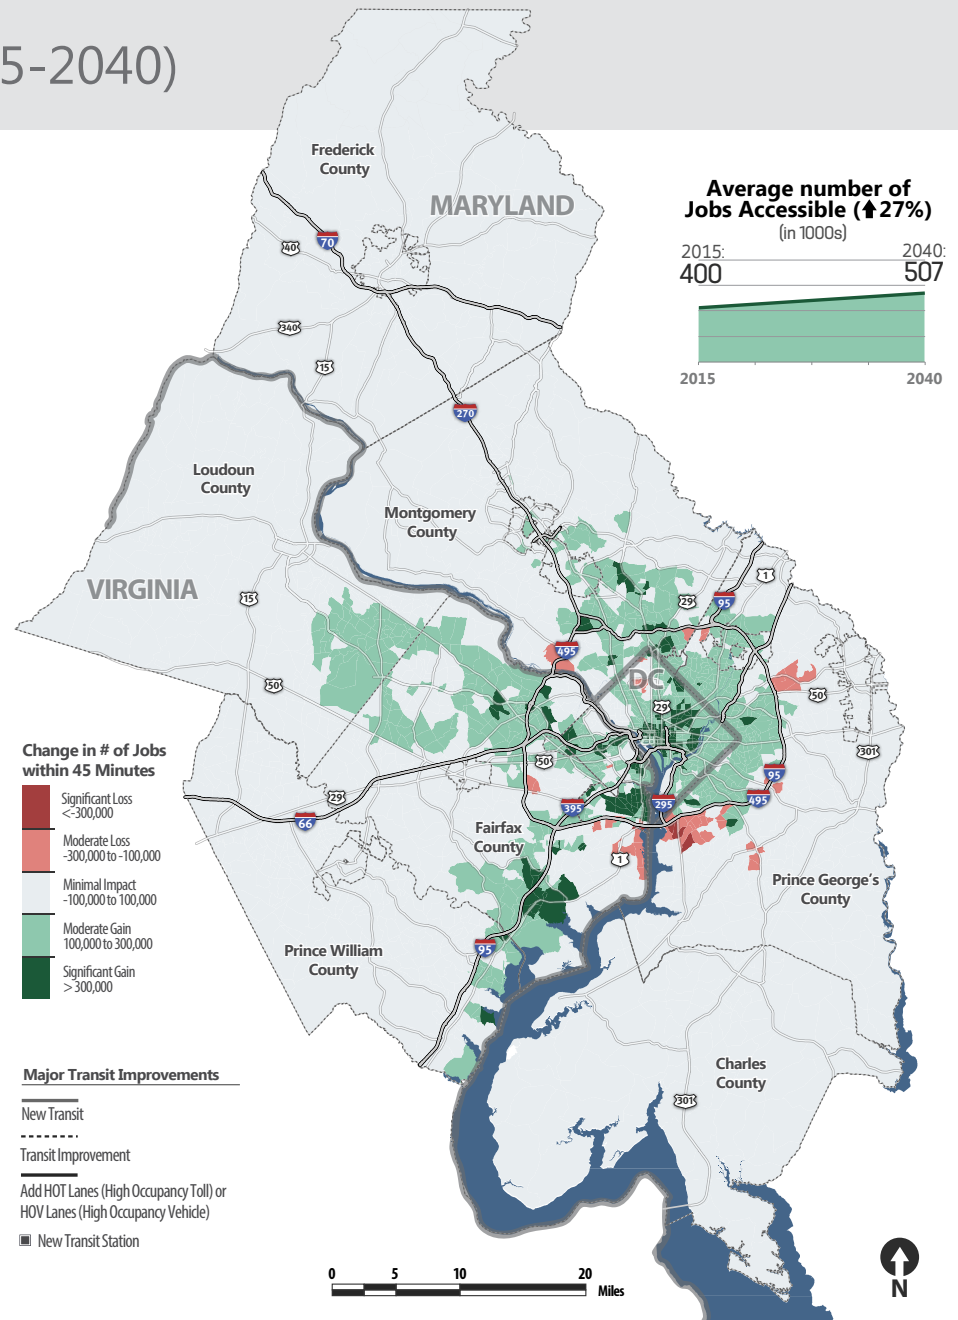 5-2040)
Frederick
County
MARYLAND
Average number of
Jobs Accessible (27%)
(in 1000s)
2015:
2040:
400
507
2015
2040
70
40
340
15
270
Loudoun
County
Montgomery
County
VIRGINIA
15
1
29
95
495
DC
50
50
29
301
Change in # of Jobs
within 45 Minutes
Significant Loss
<-300,000
Moderate Loss
-300,000 to -100,000
Minimal Impact
-100,000 to 100,000
Moderate Gain
100,000 to 300,000
Significant Gain
> 300,000
50
95
29
66
395
295
495
Fairfax
County
1
Prince George's
County
Prince William
County
95
Charles
County
301
Major Transit Improvements
New Transit
Transit Improvement
Add HOT Lanes (High Occupancy Toll) or
HOV Lanes (High Occupancy Vehicle)
New Transit Station
0 5 10 20
Miles
N